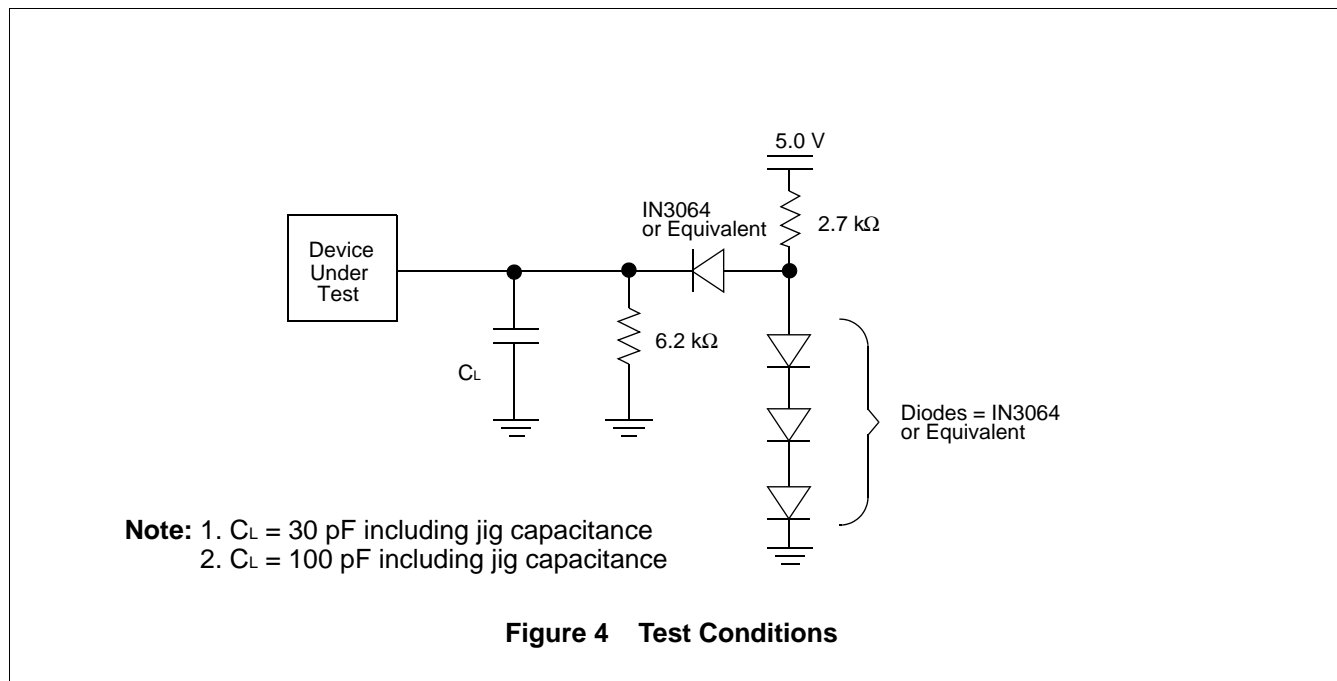 5.0 V
IN3064
or Equivalent
2.7 kΩ
Device
Under
Test
6.2 kΩ
CL
Diodes = IN3064
or Equivalent
Note: 1. CL = 30 pF including jig capacitance
2. CL = 100 pF including jig capacitance
Figure 4 Test Conditions